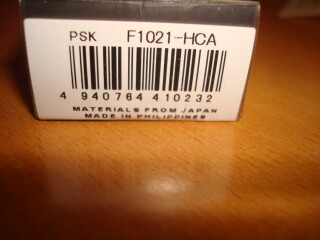 PSK F1021-HCA
4 940764 410232
MATERIALS FROM JAPAN
MADE IN PHILIPPINES